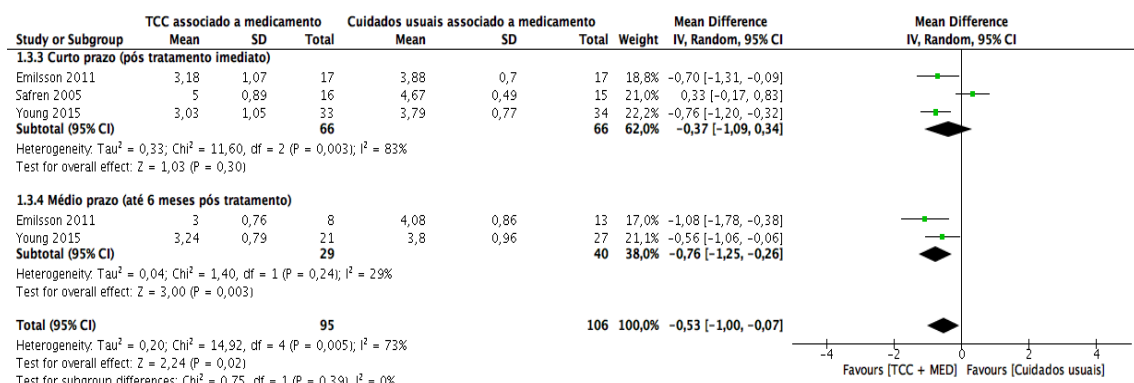 TCC associado a medicamento Cuidados usuais associado a medicamento Mean Difference Mean Difference
Study or Subgroup Mean SD Total Mean SD Total Weight IV, Random, 95% CI IV, Random, 95% CI
1.3.3 Curto prazo (pós tratamento imediato)
Emilsson 2011 3,18 1,07 17 3,88 0,7 17 18,8% -0,70 [-1,31, -0,09]
Safren 2005 5 0,89 16 4,67 0,49 15 21,0% 0,33 [-0,17, 0,83]
Young 2015 3,03 1,05 33 3,79 0,77 34 22,2% -0,76 [-1,20, -0,32]
Subtotal (95% CI) 66 66 62,0% -0,37 [-1,09, 0,34]
Heterogeneity: Tau² = 0,33; Chi² = 11,60, df = 2 (P = 0,003); I² = 83%
Test for overall effect: Z = 1,03 (P = 0,30)
1.3.4 Médio prazo (até 6 meses pós tratamento)
Emilsson 2011 3 0,76 8 4,08 0,86 13 17,0% -1,08 [-1,78, -0,38]
Young 2015 3,24 0,79 21 3,8 0,96 27 21,1% -0,56 [-1,06, -0,06]
Subtotal (95% CI) 29 40 38,0% -0,76 [-1,25, -0,26]
Heterogeneity: Tau² = 0,04; Chi² = 1,40, df = 1 (P = 0,24); I² = 29%
Test for overall effect: Z = 3,00 (P = 0,003)
Total (95% CI) 95 106 100,0% -0,53 [-1,00, -0,07]
Heterogeneity: Tau² = 0,20; Chi² = 14,92, df = 4 (P = 0,005); I² = 73%
Test for overall effect: Z = 2,24 (P = 0,02)
Test for subgroup differences: Chi² = 0,75, df = 1 (P = 0,39), I² = 0%
-4 -2 0 2 4
Favours [TCC + MED] Favours [Cuidados usuais]